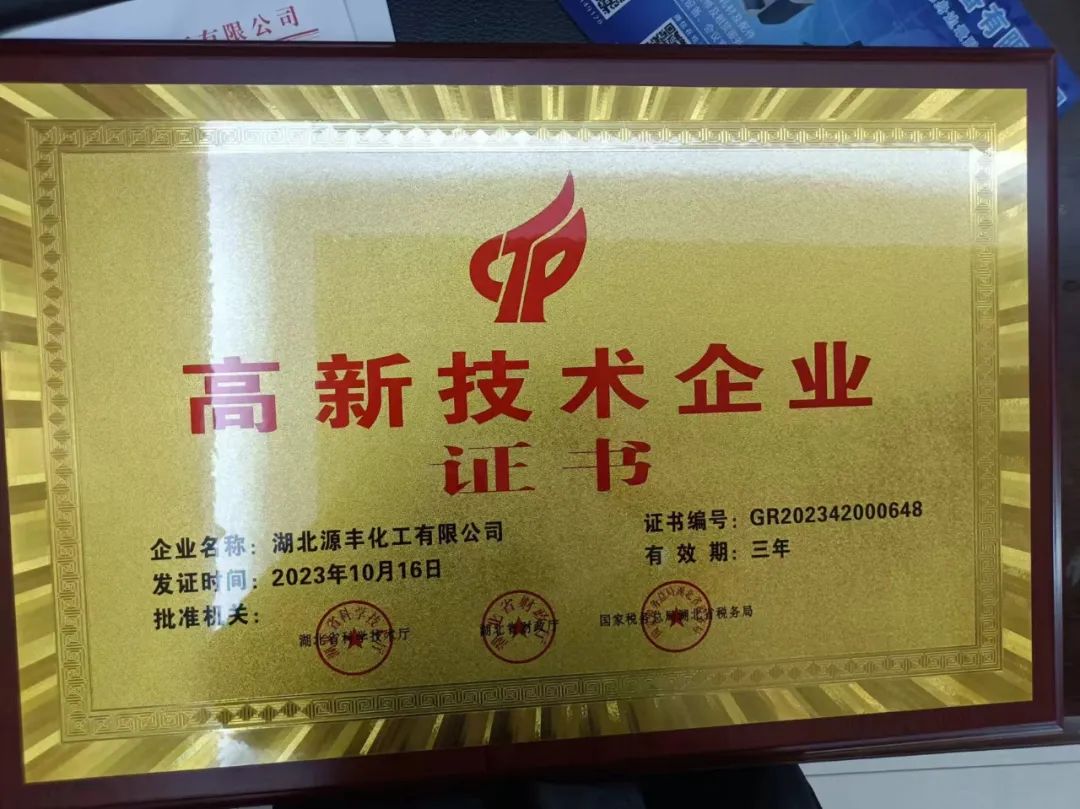 有限公司
高新技术企业
证书
企业名称：湖北源丰化工有限公司
证书编号：GR202342000648
发证时间：2023年10月16日
有效期：三年
批准机关：
湖北省科学技术厅
湖北省财政厅
国家税务总局湖北省税务局